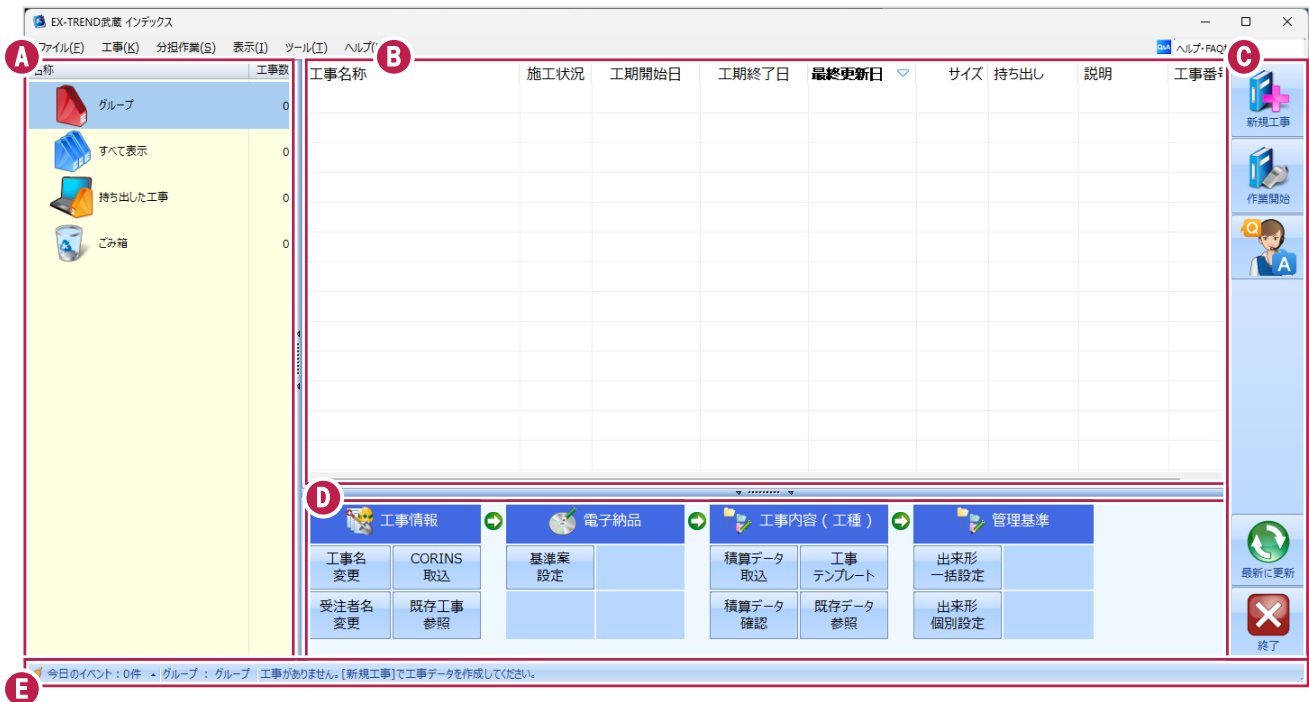 EX-TREND武蔵 インデックス
ファイル(F) 工事(K) 分担作業(S) 表示(I) ツール(T) ヘルプ(
Q&A ヘルプ・FAQ
A
B
C
名称 工事数
グループ 0
すべて表示 0
持ち出した工事 0
ごみ箱 0
工事名称 施工状況 工期開始日 工期終了日 最終更新日 サイズ 持ち出し 説明 工事番号
新規工事
作業開始
Q
A
最新に更新
終了
D
工事情報 電子納品 工事内容(工種) 管理基準
工事名
変更
CORINS
取込
基準案
設定
積算データ
取込
工事
テンプレート
出来形
一括設定
受注者名
変更
既存工事
参照
積算データ
確認
既存データ
参照
出来形
個別設定
E
今日のイベント:0件 グループ : グループ 工事がありません。[新規工事]で工事データを作成してください。